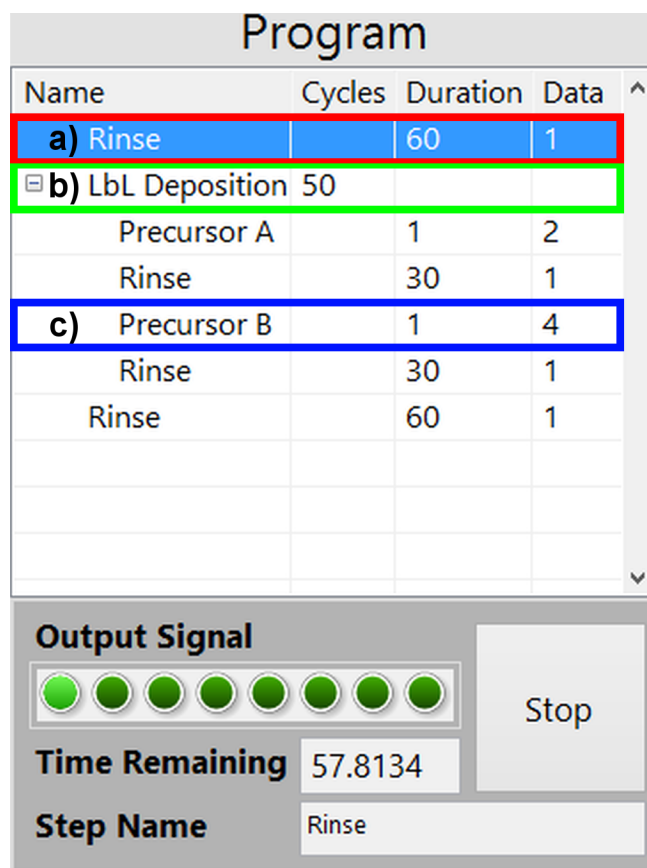 Program
Name Cycles Duration Data
a) Rinse 60 1
b) LbL Deposition 50
Precursor A 1 2
Rinse 30 1
c) Precursor B 1 4
Rinse 30 1
Rinse 60 1
Output Signal
Stop
Time Remaining 57.8134
Step Name Rinse